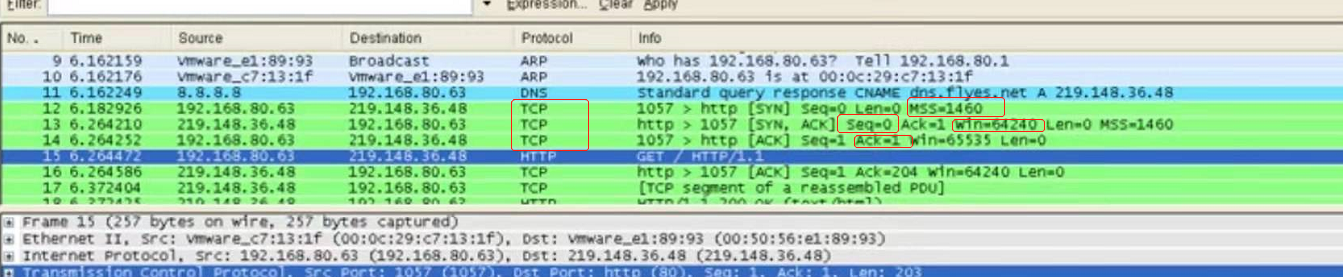 Filter: Expression... Clear Apply
No. . Time Source Destination Protocol Info
9 6.162159 Vmware_e1:89:93 Broadcast ARP Who has 192.168.80.63? Tell 192.168.80.1
10 6.162176 Vmware_c7:13:1f Vmware_e1:89:93 ARP 192.168.80.63 is at 00:0c:29:c7:13:1f
11 6.162249 8.8.8.8 192.168.80.63 DNS Standard query response CNAME dns.flyes.net A 219.148.36.48
12 6.182926 192.168.80.63 219.148.36.48 TCP 1057 > http [SYN] Seq=0 Len=0 MSS=1460
13 6.264210 219.148.36.48 192.168.80.63 TCP http > 1057 [SYN, ACK] Seq=0 Ack=1 Win=64240 Len=0 MSS=1460
14 6.264252 192.168.80.63 219.148.36.48 TCP 1057 > http [ACK] Seq=1 Ack=1 Win=65535 Len=0
15 6.264472 192.168.80.63 219.148.36.48 HTTP GET / HTTP/1.1
16 6.264586 219.148.36.48 192.168.80.63 TCP http > 1057 [ACK] Seq=1 Ack=204 Win=64240 Len=0
17 6.372404 219.148.36.48 192.168.80.63 TCP [TCP segment of a reassembled PDU]
18 6.372425 219.148.36.48 192.168.80.63 HTTP HTTP/1.1 200 OK (text/html)
Frame 15 (257 bytes on wire, 257 bytes captured)
Ethernet II, Src: Vmware_c7:13:1f (00:0c:29:c7:13:1f), Dst: Vmware_e1:89:93 (00:50:56:e1:89:93)
Internet Protocol, Src: 192.168.80.63 (192.168.80.63), Dst: 219.148.36.48 (219.148.36.48)
Transmission Control Protocol, Src Port: 1057 (1057), Dst Port: http (80), Seq: 1, Ack: 1, Len: 203